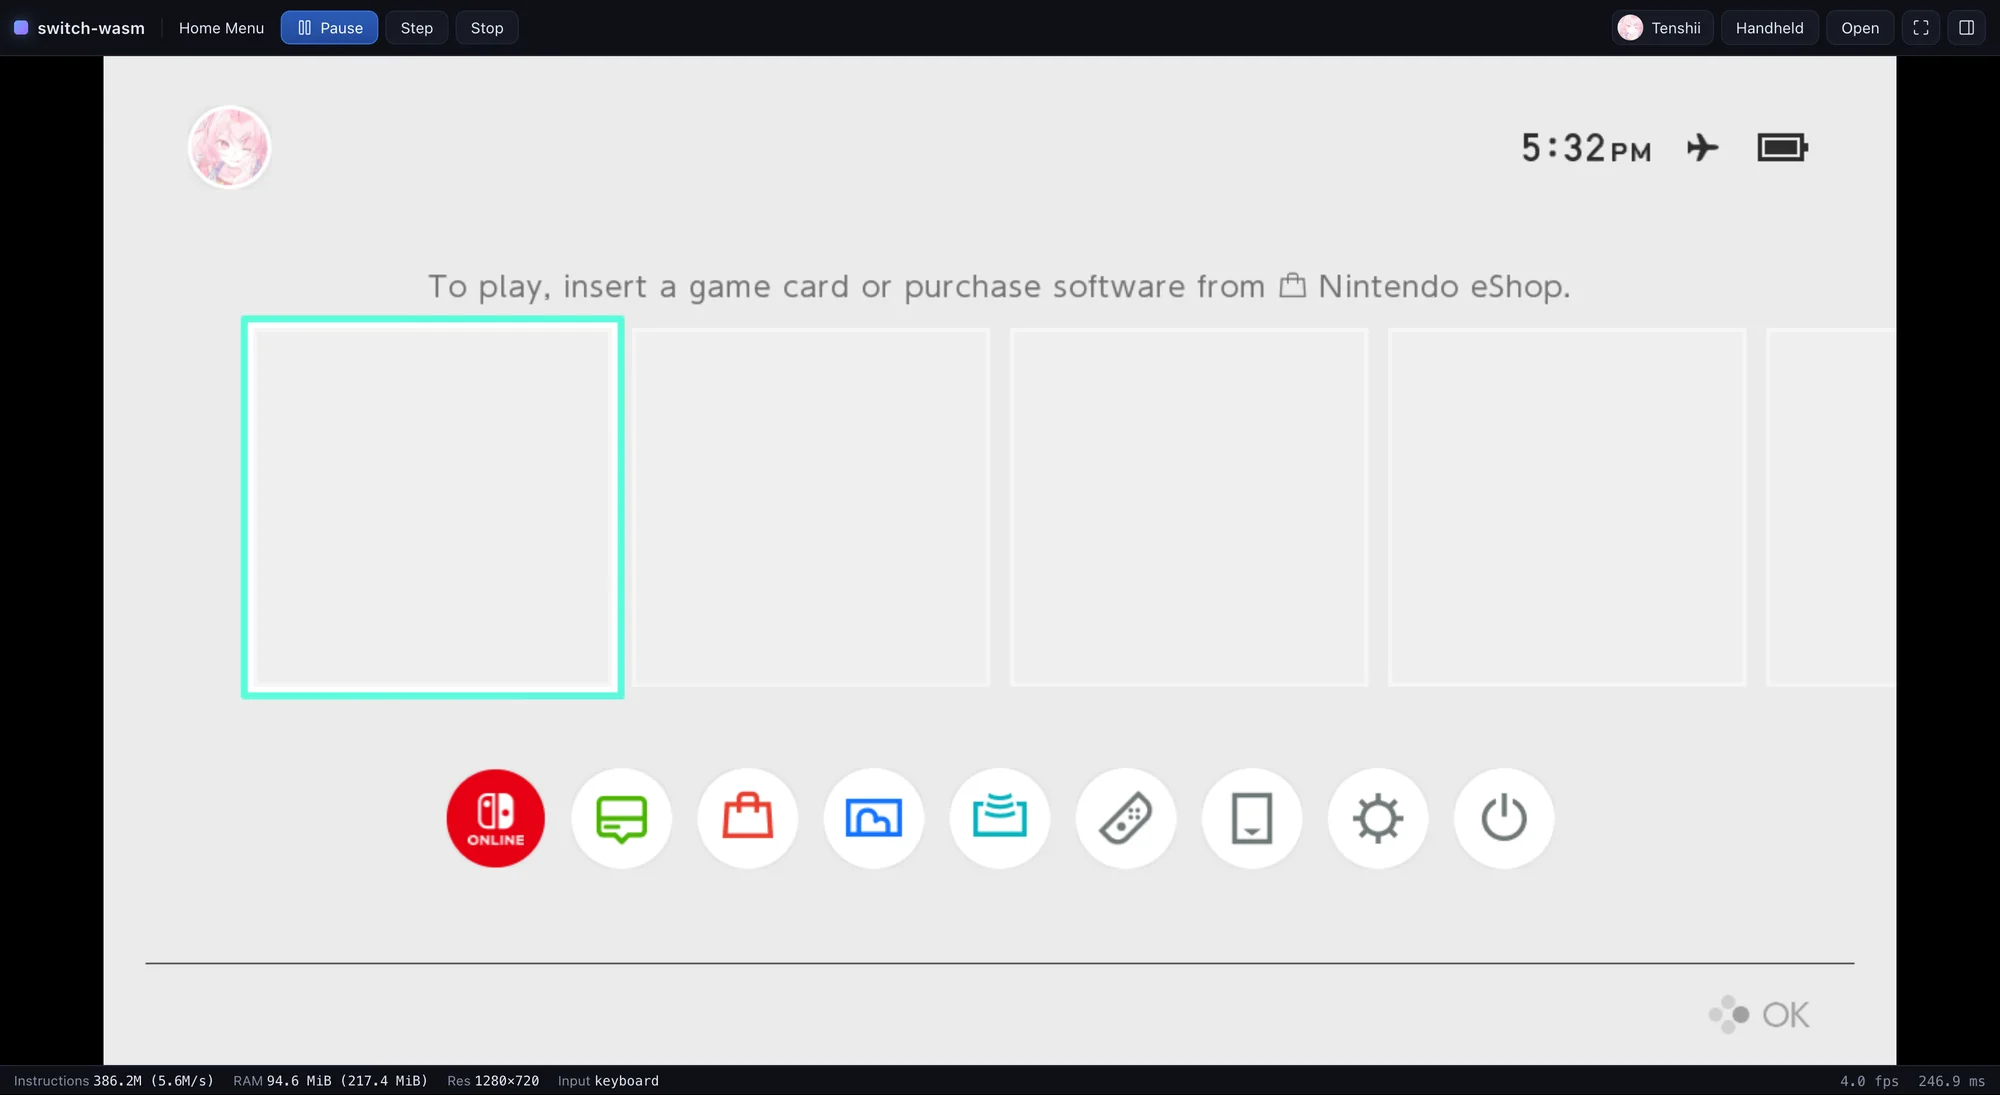 switch-wasm Home Menu Pause Step Stop Tenshii Handheld Open
5:32 PM
To play, insert a game card or purchase software from Nintendo eShop.
ONLINE
OK
Instructions 386.2M (5.6M/s) RAM 94.6 MiB (217.4 MiB) Res 1280×720 Input keyboard 4.0 fps 246.9 ms